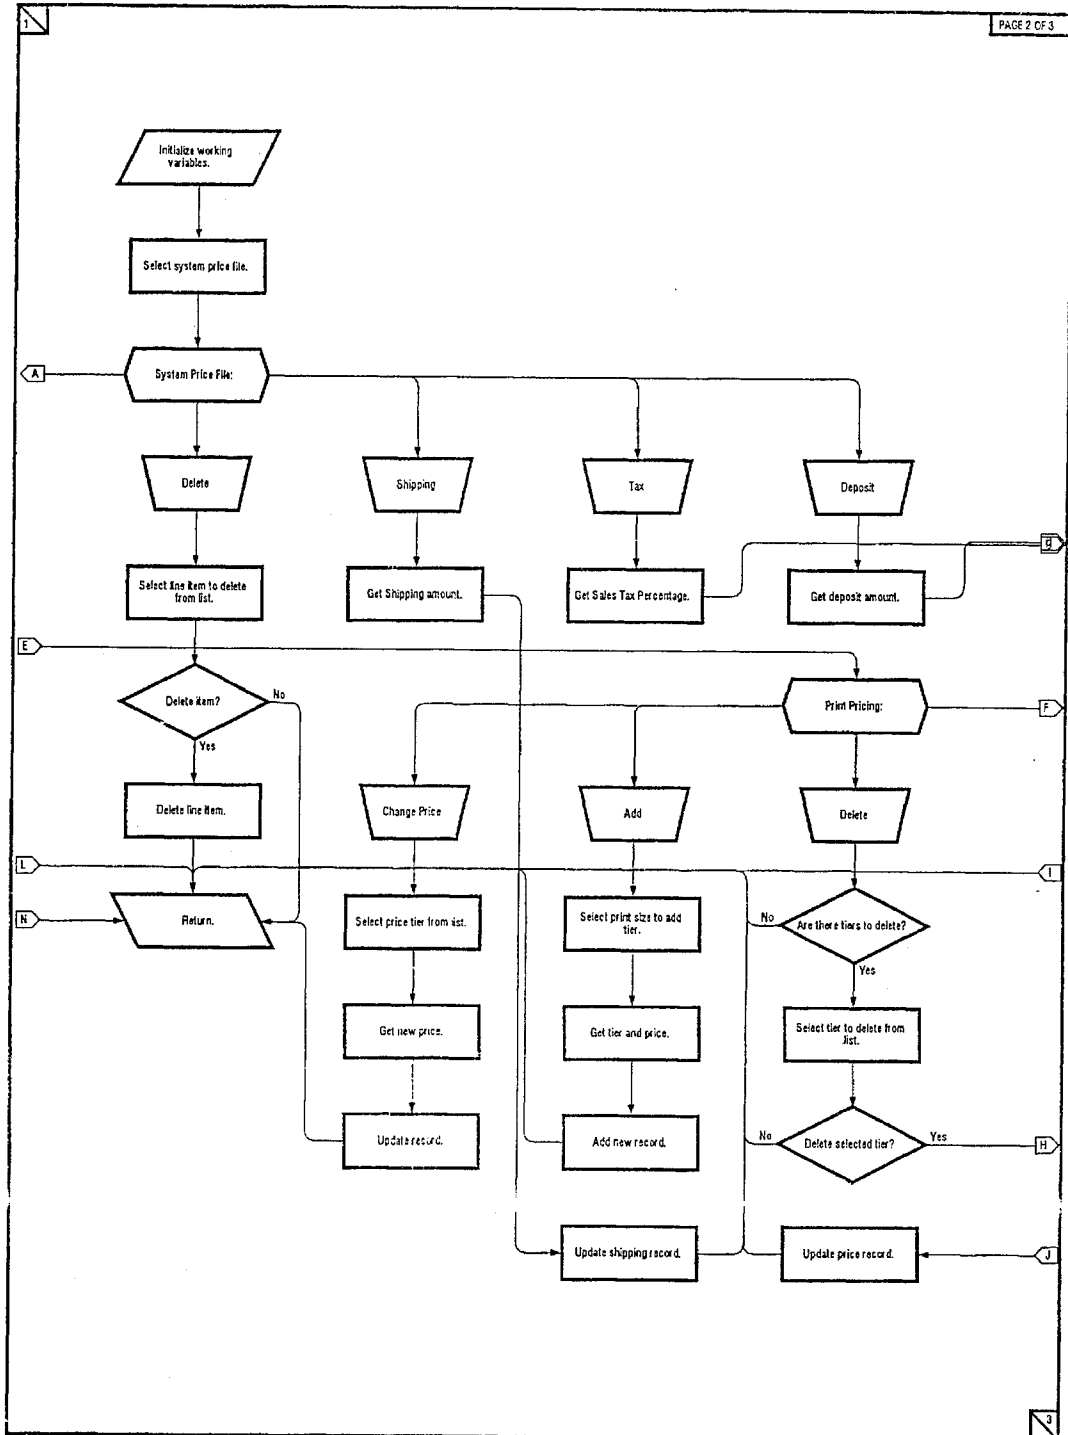 1
PAGE 2 OF 3
Initialize working
variables.
Select system price file.
A
System Price File:
Delete
Shipping
Tax
Deposit
Select line item to delete
from list.
Get Shipping amount.
Get Sales Tax Percentage.
Get deposit amount.
E
Delete item?
No
Yes
Print Pricing:
F
Delete line item.
Change Price
Add
Delete
L
I
N
Return.
Select price tier from list.
Select print size to add
tier.
No
Are there tiers to delete?
Yes
Get new price.
Get tier and price.
Select tier to delete from
list.
Update record.
Add new record.
No
Delete selected tier?
Yes
H
Update shipping record.
Update price record.
J
3